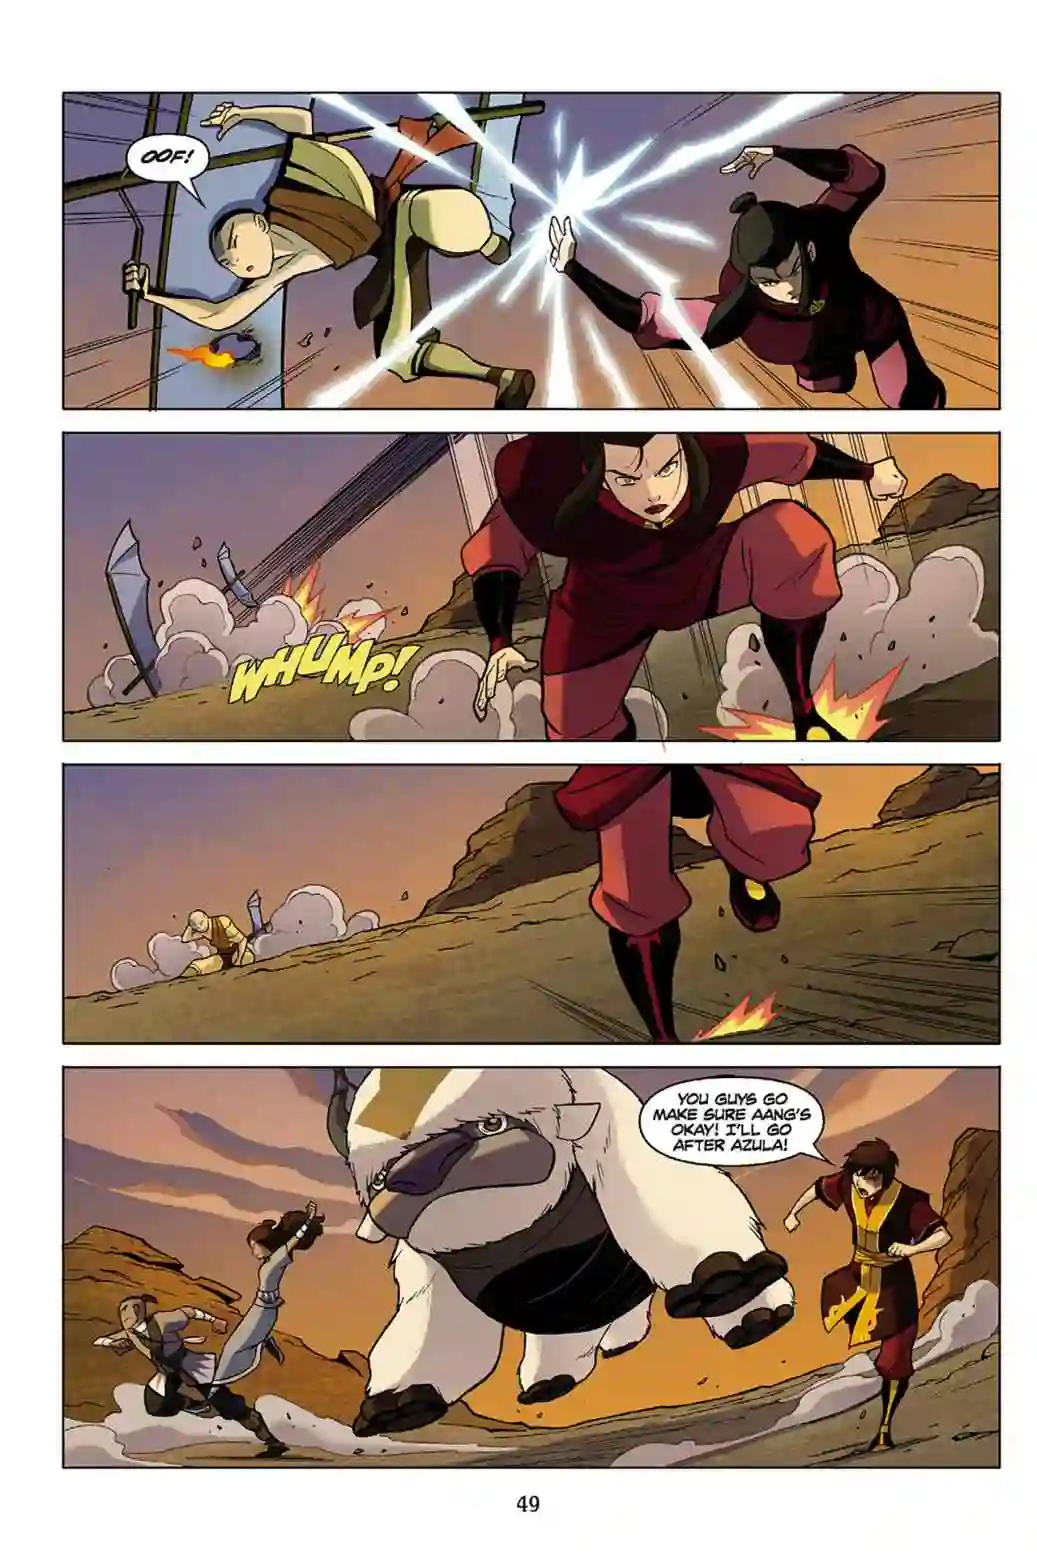 OOF!
WHUMP!
YOU GUYS GO
MAKE SURE AANG'S
OKAY! I'LL GO
AFTER AZULA!
49